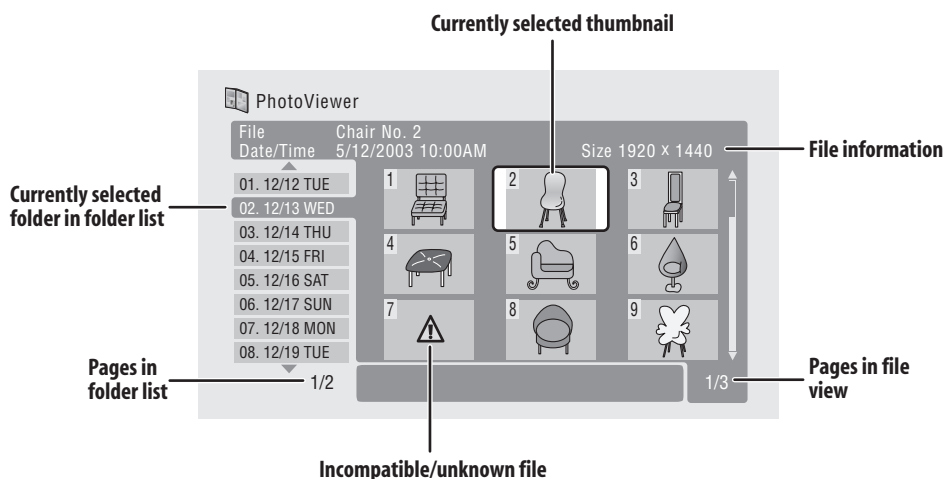 Currently selected thumbnail
PhotoViewer
File Chair No. 2
Date/Time 5/12/2003 10:00AM Size 1920 x 1440
File information
Currently selected
folder in folder list
01. 12/12 TUE
02. 12/13 WED
03. 12/14 THU
04. 12/15 FRI
05. 12/16 SAT
06. 12/17 SUN
07. 12/18 MON
08. 12/19 TUE
1 2 3
4 5 6
7 8 9
Pages in
folder list
1/2
1/3
Pages in file
view
Incompatible/unknown file